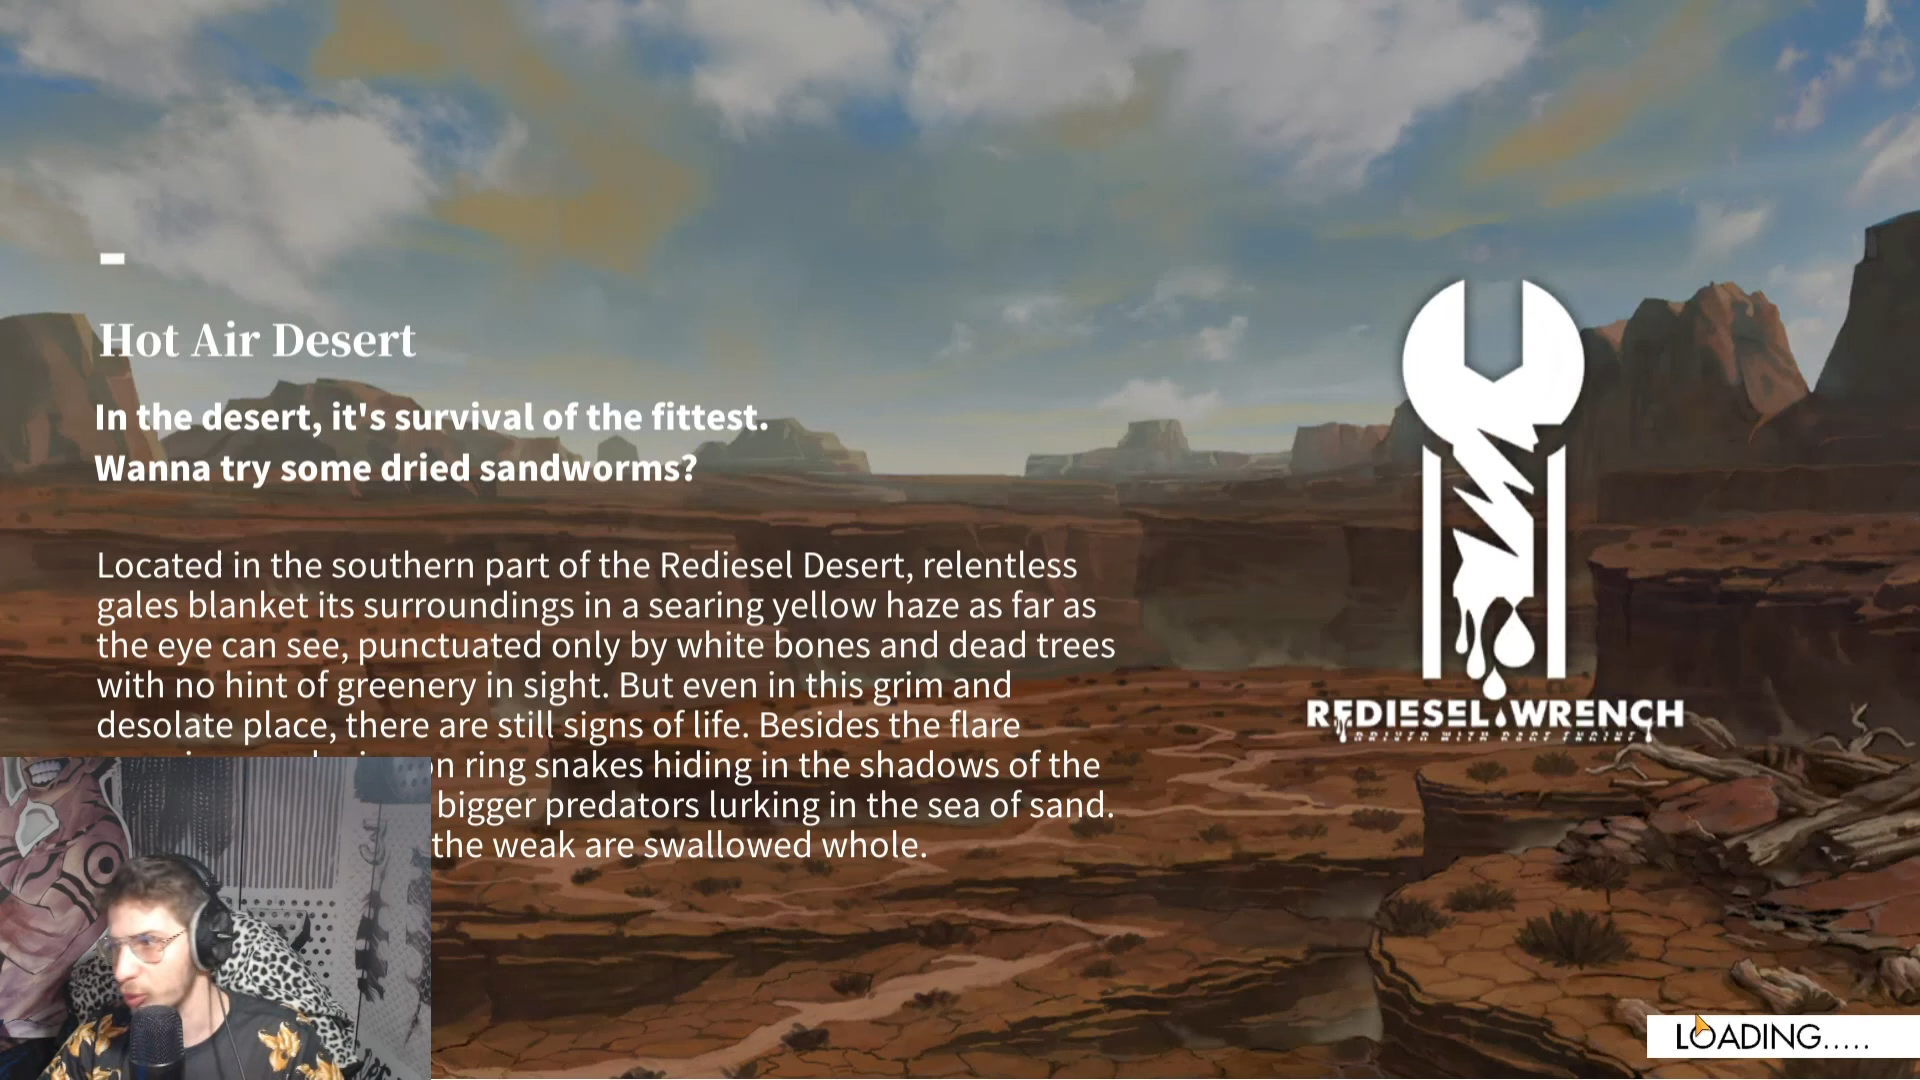 Hot Air Desert
In the desert, it's survival of the fittest.
Wanna try some dried sandworms?
Located in the southern part of the Rediesel Desert, relentless
gales blanket its surroundings in a searing yellow haze as far as
the eye can see, punctuated only by white bones and dead trees
with no hint of greenery in sight. But even in this grim and
desolate place, there are still signs of life. Besides the flare
ring snakes hiding in the shadows of the
bigger predators lurking in the sea of sand.
the weak are swallowed whole.
REDIESEL WRENCH
LOADING.....